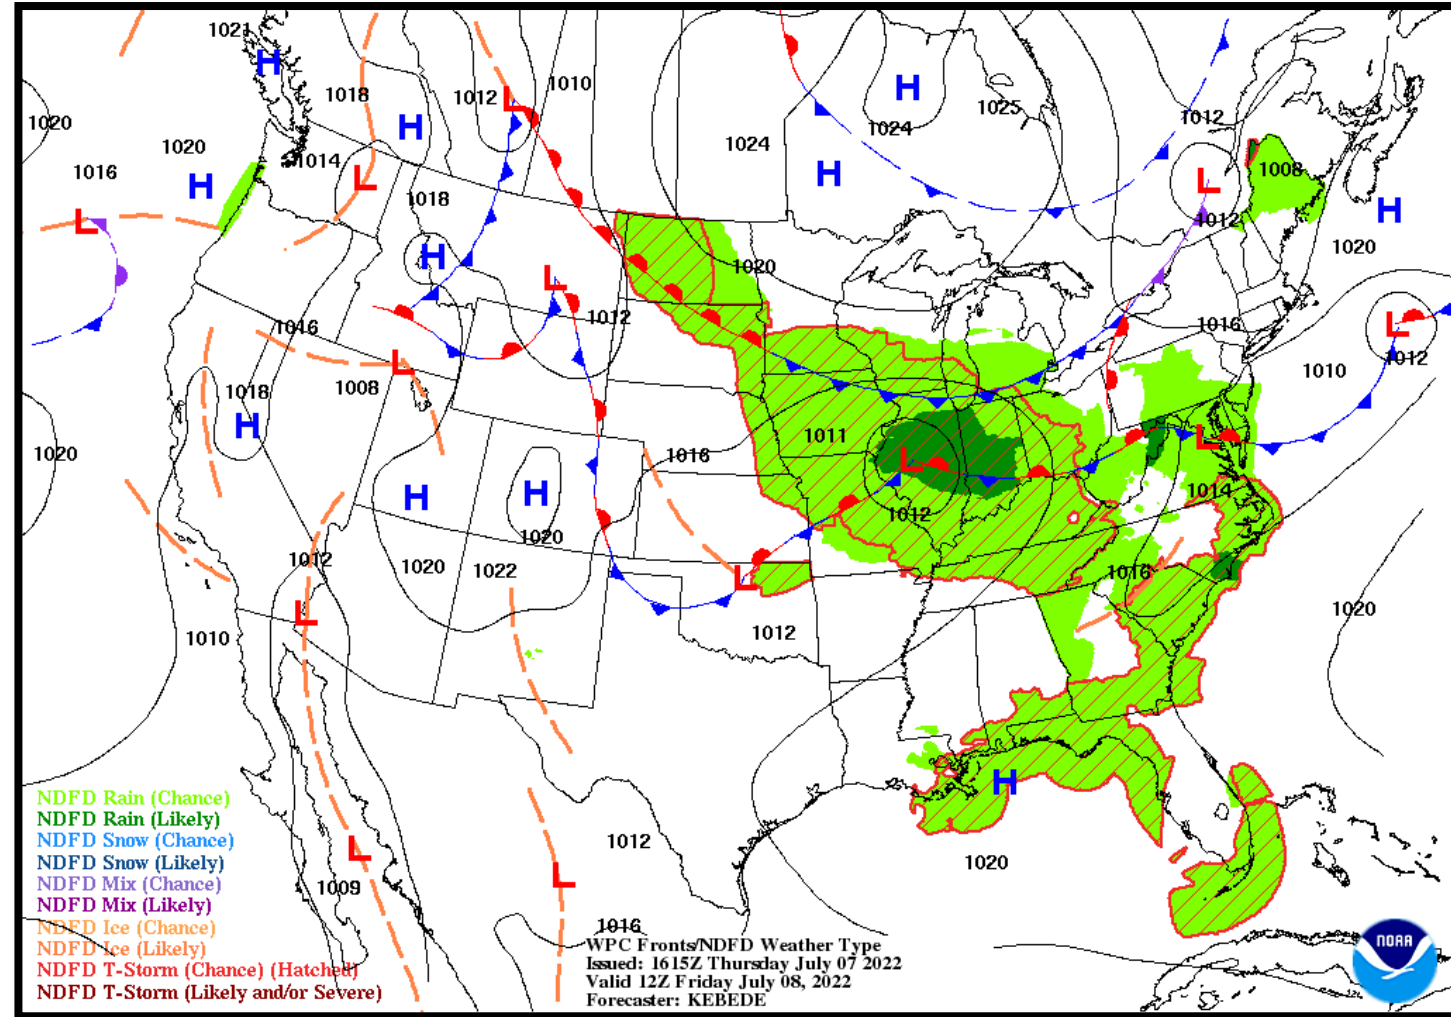 1021
H
1018
H
1012
L
1010
H
1025
1024
1024
1012
1020
1020
1016
H
1014
L
1018
H
L
1008
1012
H
1020
L
H
L
1020
1012
1016
L
1012
1010
1016
1018
H
1008
L
1020
1016
1011
L
L
1014
1012
H
H
1020
1020
1022
1012
L
1010
L
1012
1016
1020
NDFD Rain (Chance)
NDFD Rain (Likely)
NDFD Snow (Chance)
NDFD Snow (Likely)
NDFD Mix (Chance)
NDFD Mix (Likely)
NDFD Ice (Chance)
NDFD Ice (Likely)
NDFD T-Storm (Chance) (Hatched)
NDFD T-Storm (Likely and/or Severe)
H
1012
1020
L
1009
L
1016
WPC Fronts/NDFD Weather Type
Issued: 1615Z Thursday July 07 2022
Valid 12Z Friday July 08, 2022
Forecaster: KEBEDE
NOAA